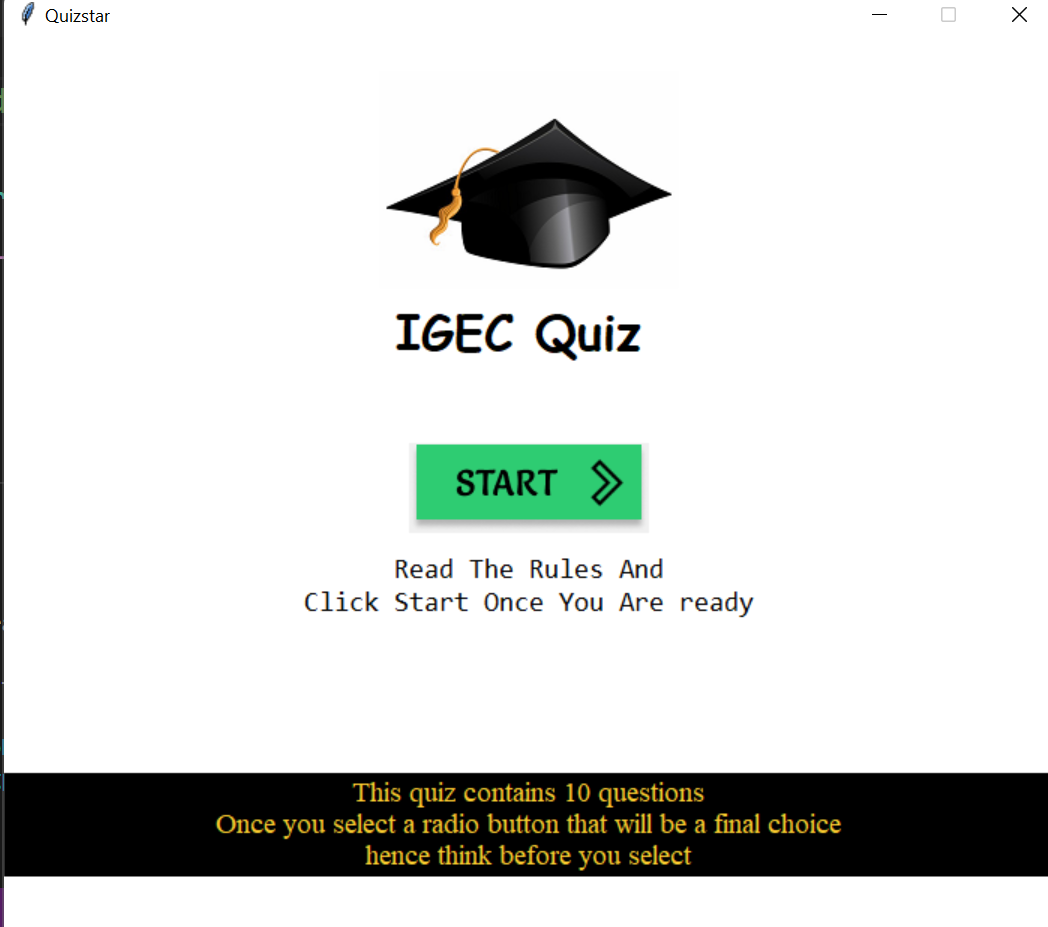 Quizstar
IGEC Quiz
START
Read The Rules And
Click Start Once You Are ready
This quiz contains 10 questions
Once you select a radio button that will be a final choice
hence think before you select